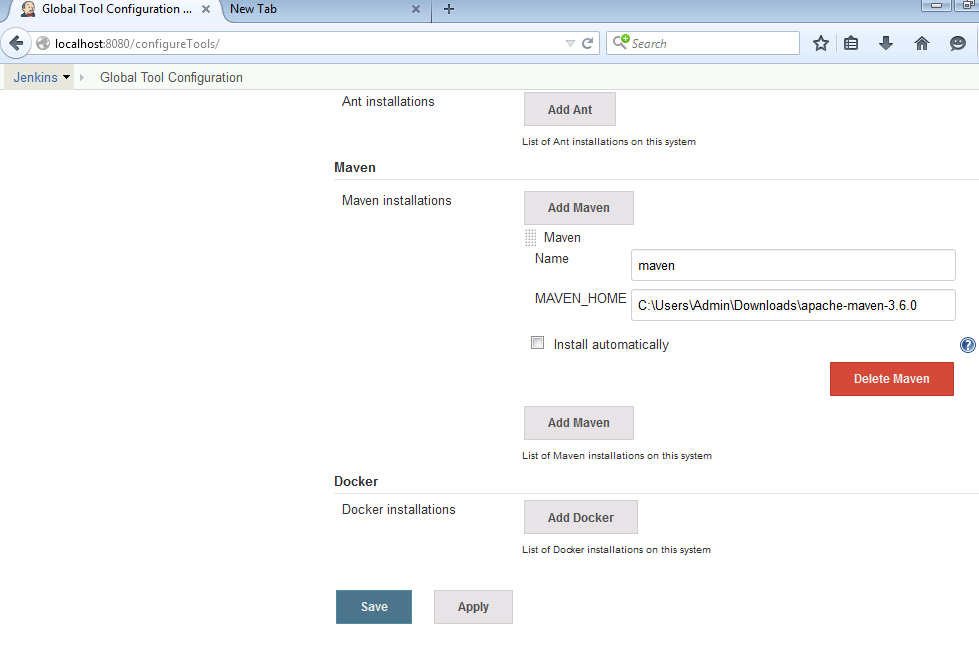 Global Tool Configuration ...
New Tab
localhost:8080/configureTools/
Search
Jenkins
Global Tool Configuration
Ant installations
Add Ant
List of Ant installations on this system
Maven
Maven installations
Add Maven
Maven
Name
maven
MAVEN_HOME
C:\Users\Admin\Downloads\apache-maven-3.6.0
Install automatically
Delete Maven
Add Maven
List of Maven installations on this system
Docker
Docker installations
Add Docker
List of Docker installations on this system
Save
Apply